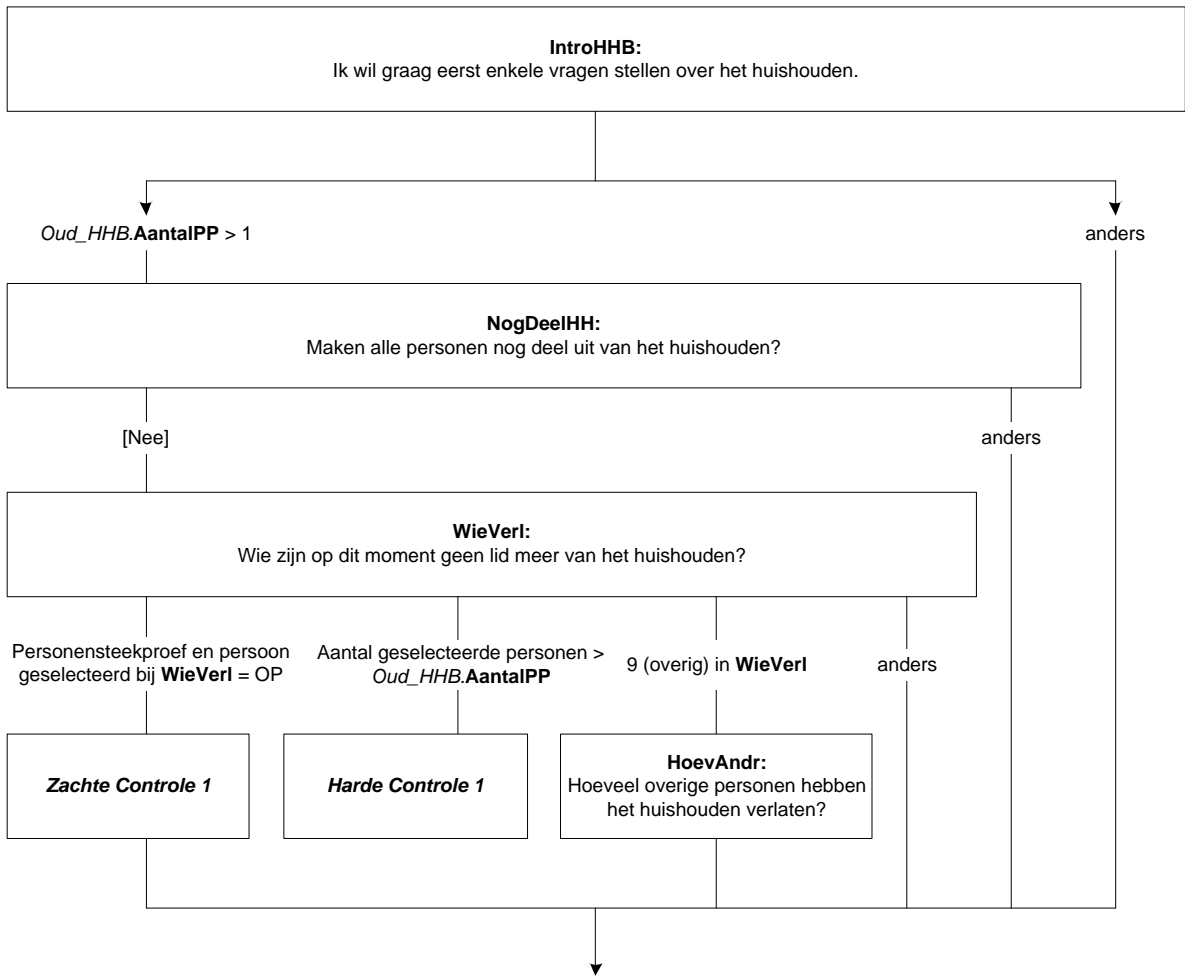 IntroHHB:
Ik wil graag eerst enkele vragen stellen over het huishouden.
Oud_HHB.AantalPP > 1
anders
NogDeelHH:
Maken alle personen nog deel uit van het huishouden?
[Nee]
anders
WieVerl:
Wie zijn op dit moment geen lid meer van het huishouden?
Personensteekproef en persoon
geselecteerd bij WieVerl = OP
Aantal geselecteerde personen >
Oud_HHB.AantalPP
9 (overig) in WieVerl
anders
Zachte Controle 1
Harde Controle 1
HoevAndr:
Hoeveel overige personen hebben
het huishouden verlaten?